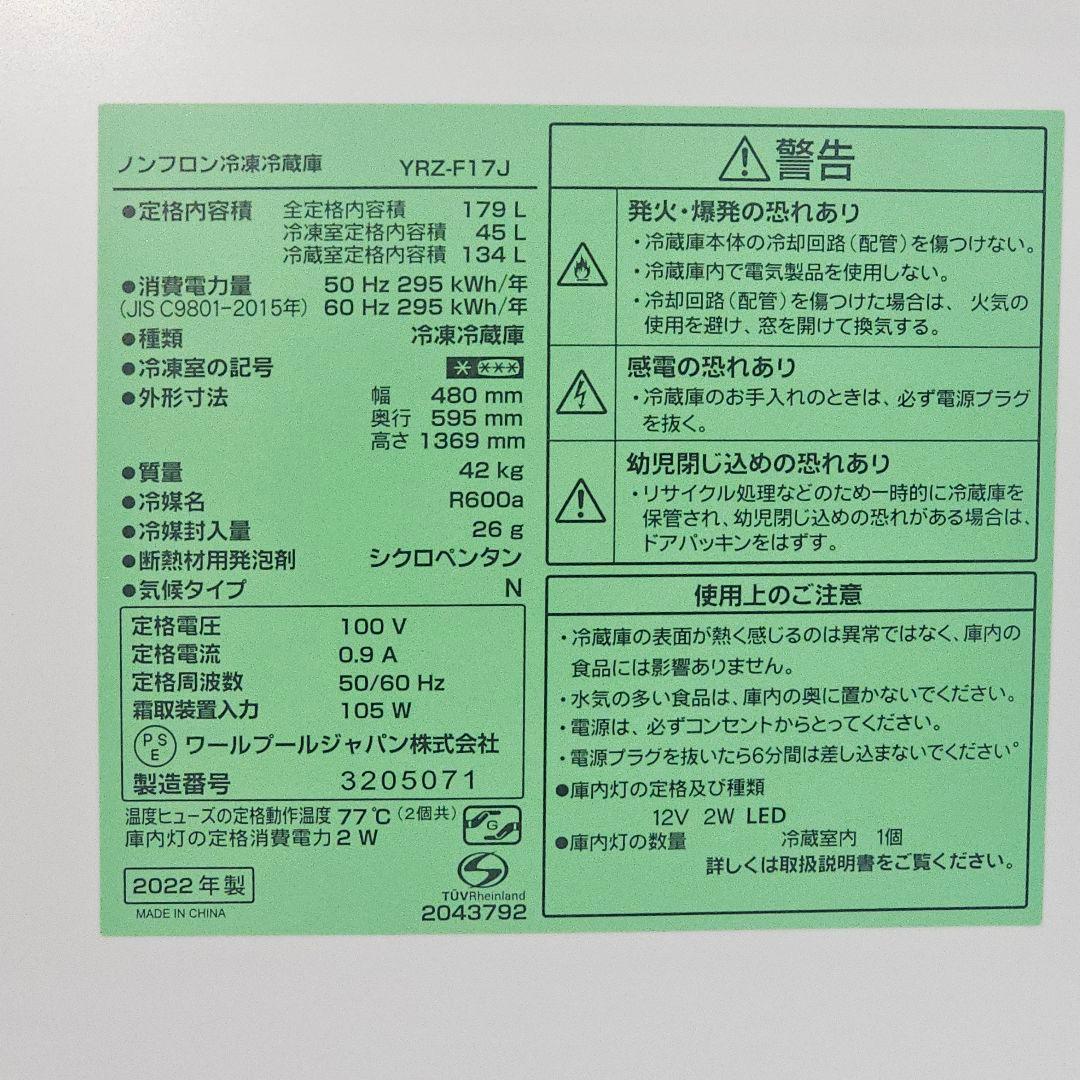 ノンフロン冷凍冷蔵庫 YRZ-F17J
●定格内容積 全定格内容積 179 L
冷凍室定格内容積 45 L
冷蔵室定格内容積 134 L
●消費電力量 50 Hz 295 kWh/年
(JIS C9801-2015年) 60 Hz 295 kWh/年
●種類 冷凍冷蔵庫
●冷凍室の記号
●外形寸法 幅 480 mm
奥行 595 mm
高さ 1369 mm
●質量 42 kg
●冷媒名 R600a
●冷媒封入量 26 g
●断熱材用発泡剤 シクロペンタン
●気候タイプ N
定格電圧 100 V
定格電流 0.9 A
定格周波数 50/60 Hz
霜取装置入力 105 W
PSE ワールプールジャパン株式会社
製造番号 3205071
温度ヒューズの定格動作温度 77℃(2個共)
庫内灯の定格消費電力 2 W
G
2022年製
MADE IN CHINA
TÜVRheinland
2043792
警告
発火・爆発の恐れあり
・冷蔵庫本体の冷却回路(配管)を傷つけない。
・冷蔵庫内で電気製品を使用しない。
・冷却回路(配管)を傷つけた場合は、火気の
使用を避け、窓を開けて換気する。
感電の恐れあり
・冷蔵庫のお手入れのときは、必ず電源プラグ
を抜く。
幼児閉じ込めの恐れあり
・リサイクル処理などのため一時的に冷蔵庫を
保管され、幼児閉じ込めの恐れがある場合は、
ドアパッキンをはずす。
使用上のご注意
・冷蔵庫の表面が熱く感じるのは異常ではなく、庫内の
食品には影響ありません。
・水気の多い食品は、庫内の奥に置かないでください。
・電源は、必ずコンセントからとってください。
・電源プラグを抜いたら6分間は差し込まないでください。
●庫内灯の定格及び種類
12V 2W LED
●庫内灯の数量 冷蔵室内 1個
詳しくは取扱説明書をご覧ください。